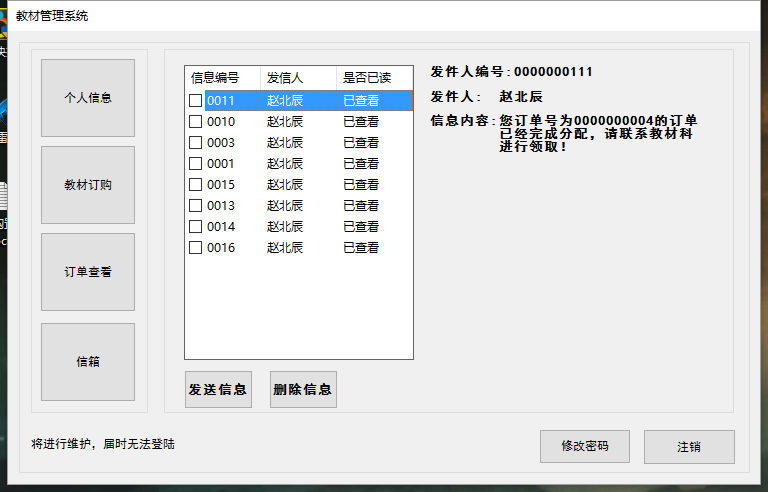 教材管理系统
个人信息
教材订购
订单查看
信箱
信息编号 发信人 是否已读
0011 赵北辰 已查看
0010 赵北辰 已查看
0003 赵北辰 已查看
0001 赵北辰 已查看
0015 赵北辰 已查看
0013 赵北辰 已查看
0014 赵北辰 已查看
0016 赵北辰 已查看
发件人编号:0000000111
发件人: 赵北辰
信息内容:您订单号为0000000004的订单
已经完成分配，请联系教材科
进行领取！
发送信息 删除信息
将进行维护，届时无法登陆
修改密码 注销